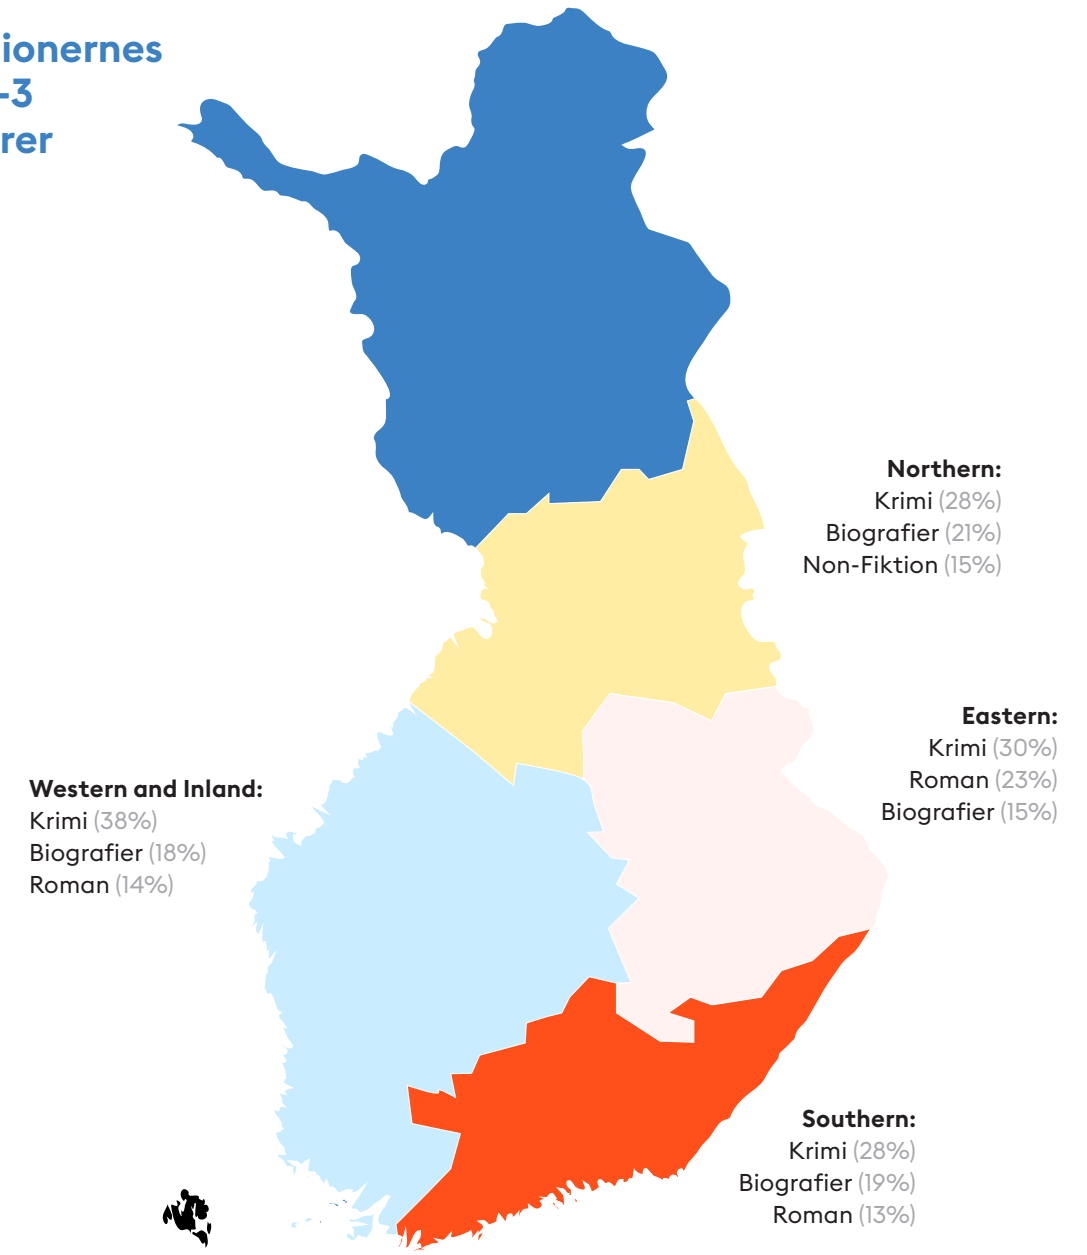 ionernes
-3
rer
Northern:
Krimi (28%)
Biografier (21%)
Non-Fiktion (15%)
Eastern:
Krimi (30%)
Roman (23%)
Biografier (15%)
Western and Inland:
Krimi (38%)
Biografier (18%)
Roman (14%)
Southern:
Krimi (28%)
Biografier (19%)
Roman (13%)